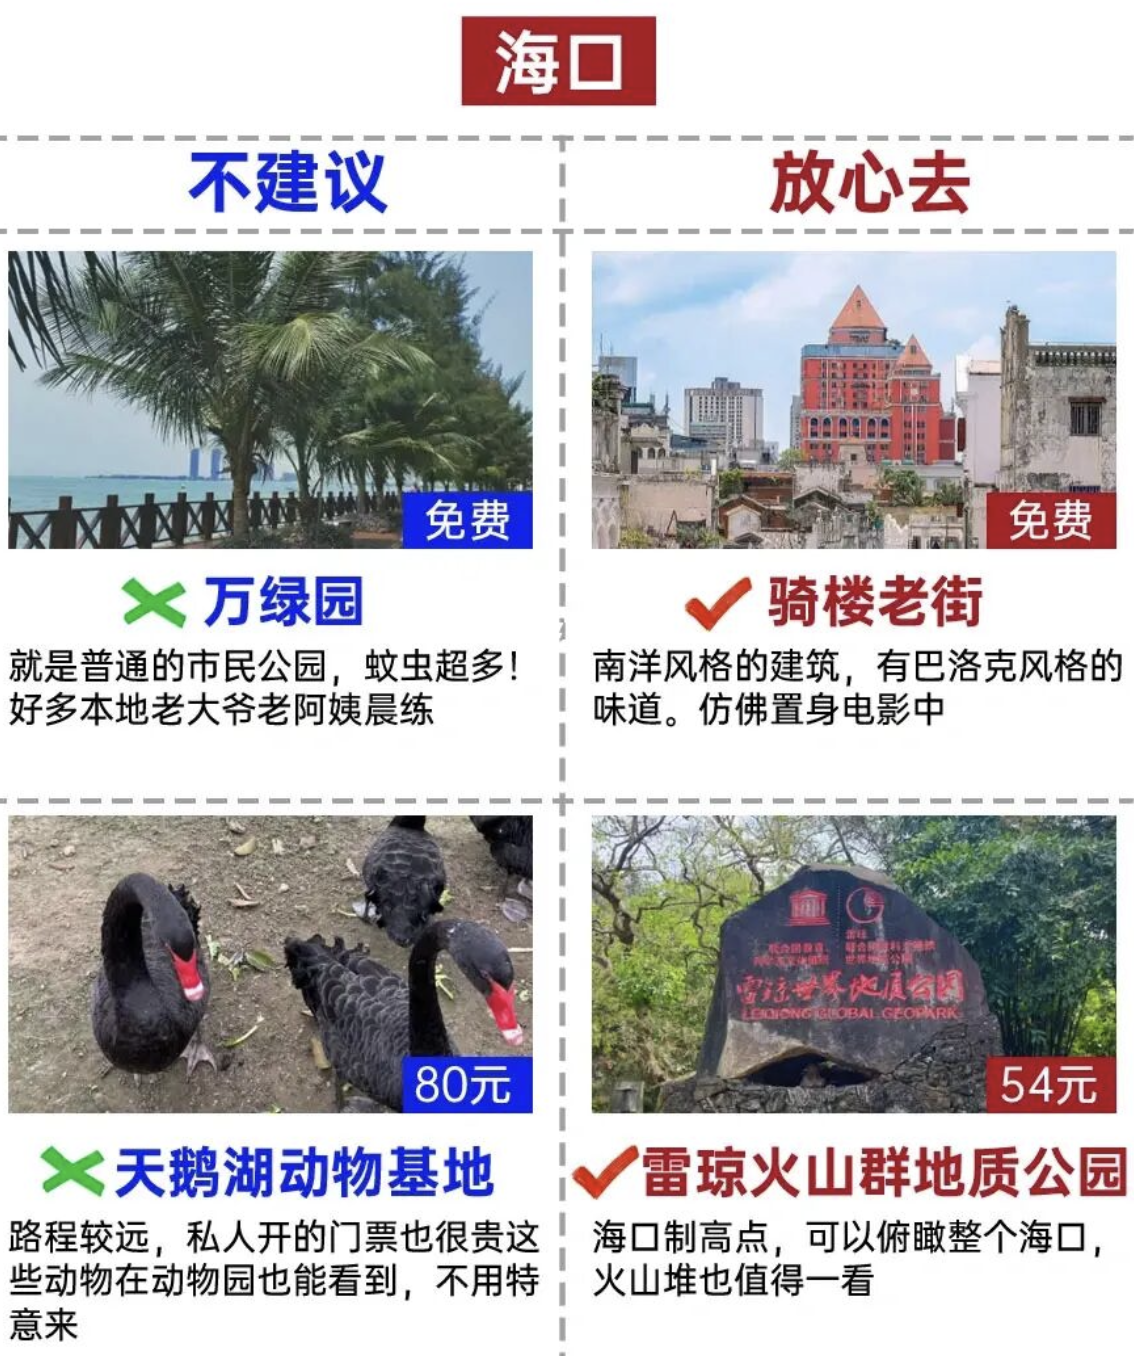 海口
不建议
放心去
免费
万绿园
就是普通的市民公园，蚊虫超多！
好多本地老大爷老阿姨晨练
免费
骑楼老街
南洋风格的建筑，有巴洛克风格的
味道。仿佛置身电影中
80元
天鹅湖动物基地
路程较远，私人开的门票也很贵这
些动物在动物园也能看到，不用特
意来
雷琼世界地质公园
LEIQIONG GLOBAL GEOPARK
54元
雷琼火山群地质公园
海口制高点，可以俯瞰整个海口，
火山堆也值得一看